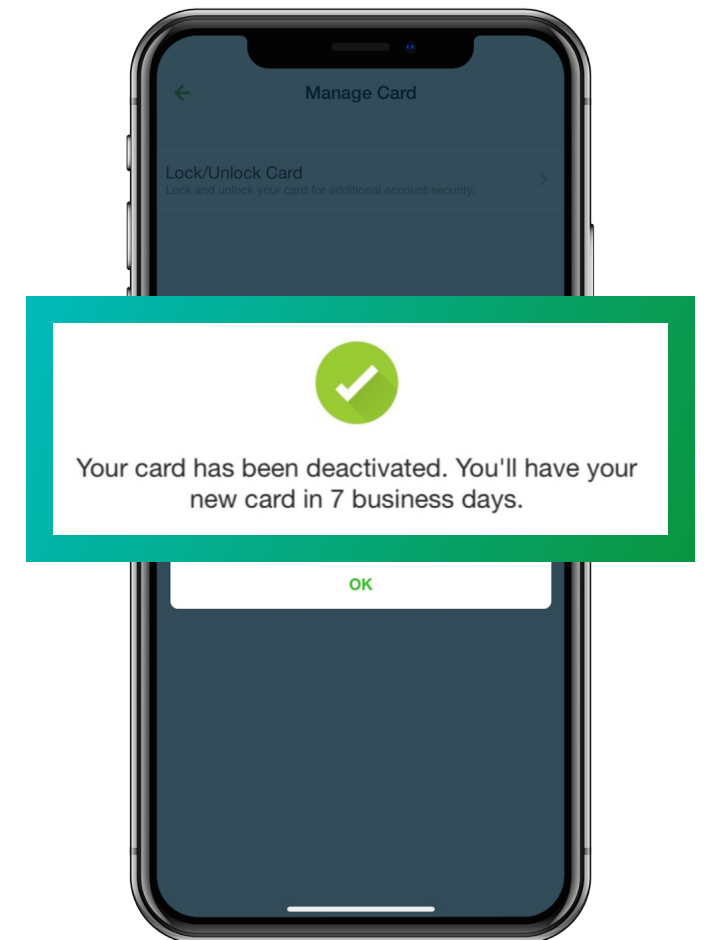 Manage Card
Lock/Unlock Card
Lock and unlock your card for additional account security.
Your card has been deactivated. You'll have your
new card in 7 business days.
OK